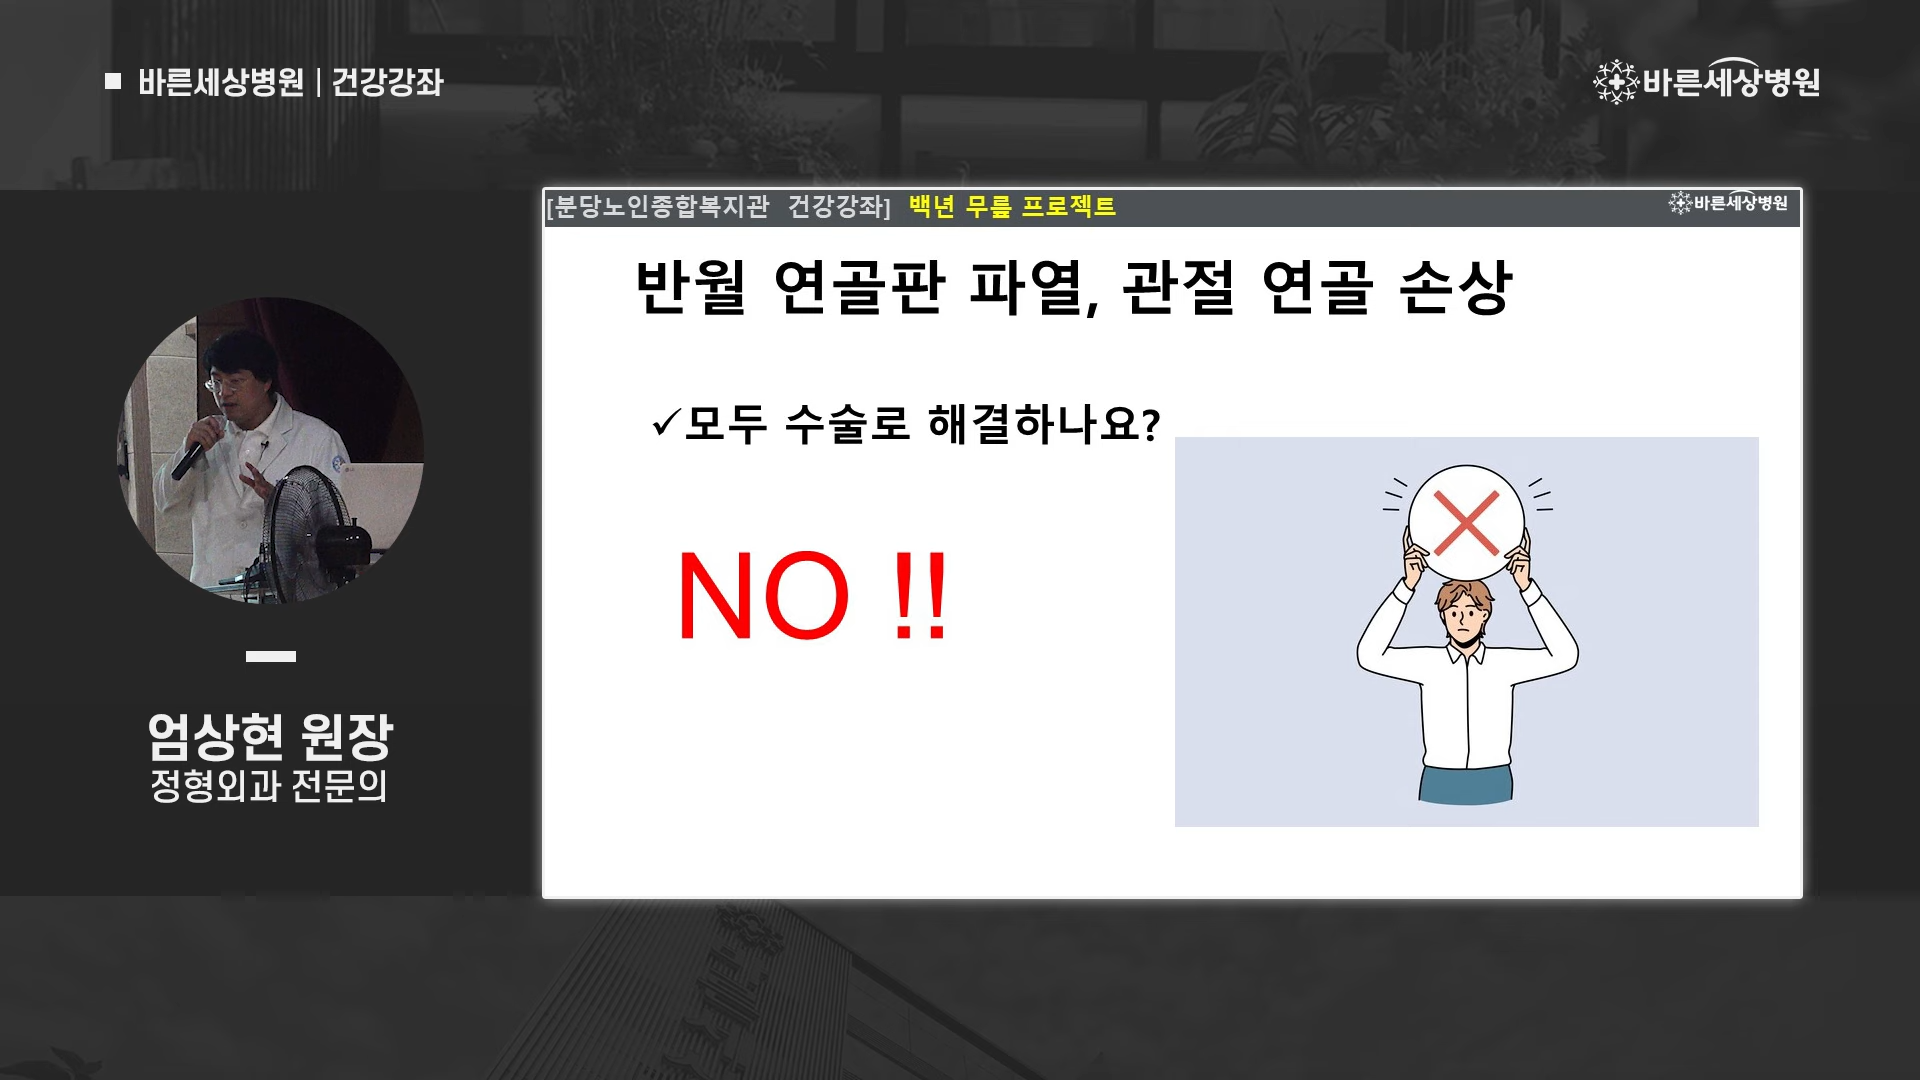 바른세상병원 | 건강강좌
바른세상병원
[분당노인종합복지관 건강강좌] 백년 무릎 프로젝트
바른세상병원
반월 연골판 파열, 관절 연골 손상
✓모두 수술로 해결하나요?
NO !!
엄상현 원장
정형외과 전문의